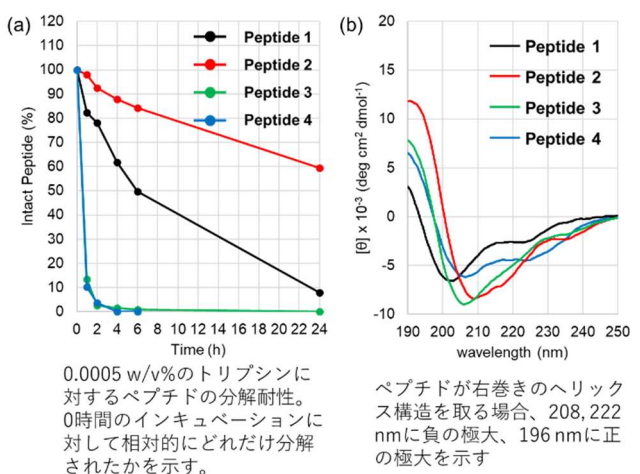 (a)
120
110
100
90
80
70
60
50
40
30
20
10
0
Intact Peptide (%)
Peptide 1
Peptide 2
Peptide 3
Peptide 4
0 2 4 6 8 10 12 14 16 18 20 22 24
Time (h)
0.0005 w/v%のトリプシンに
対するペプチドの分解耐性。
0時間のインキュベーションに
対して相対的にどれだけ分解
されたかを示す。
(b)
20
15
10
5
0
-5
-10
[θ] x 10⁻³ (deg cm² dmol⁻¹)
Peptide 1
Peptide 2
Peptide 3
Peptide 4
190 200 210 220 230 240 250
wavelength (nm)
ペプチドが右巻きのヘリック
ス構造を取る場合、208, 222
nmに負の極大、196 nmに正
の極大を示す